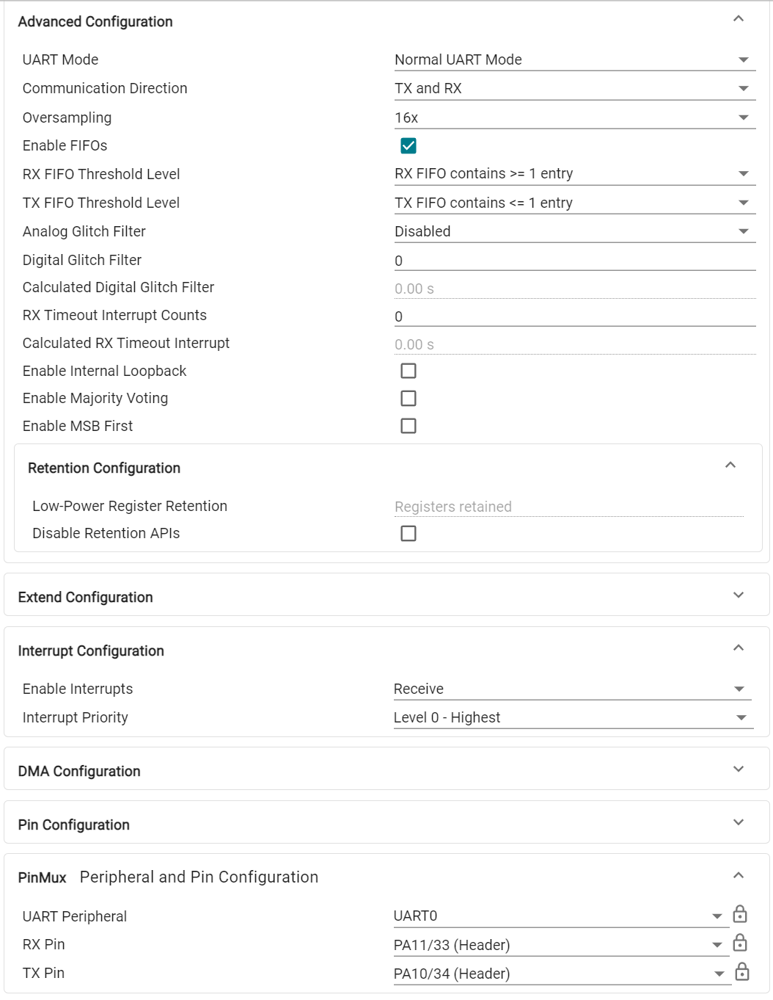 Advanced Configuration
UART Mode Normal UART Mode
Communication Direction TX and RX
Oversampling 16x
Enable FIFOs
RX FIFO Threshold Level RX FIFO contains >= 1 entry
TX FIFO Threshold Level TX FIFO contains <= 1 entry
Analog Glitch Filter Disabled
Digital Glitch Filter 0
Calculated Digital Glitch Filter 0.00 s
RX Timeout Interrupt Counts 0
Calculated RX Timeout Interrupt 0.00 s
Enable Internal Loopback
Enable Majority Voting
Enable MSB First
Retention Configuration
Low-Power Register Retention Registers retained
Disable Retention APIs
Extend Configuration
Interrupt Configuration
Enable Interrupts Receive
Interrupt Priority Level 0 - Highest
DMA Configuration
Pin Configuration
PinMux Peripheral and Pin Configuration
UART Peripheral UART0
RX Pin PA11/33 (Header)
TX Pin PA10/34 (Header)